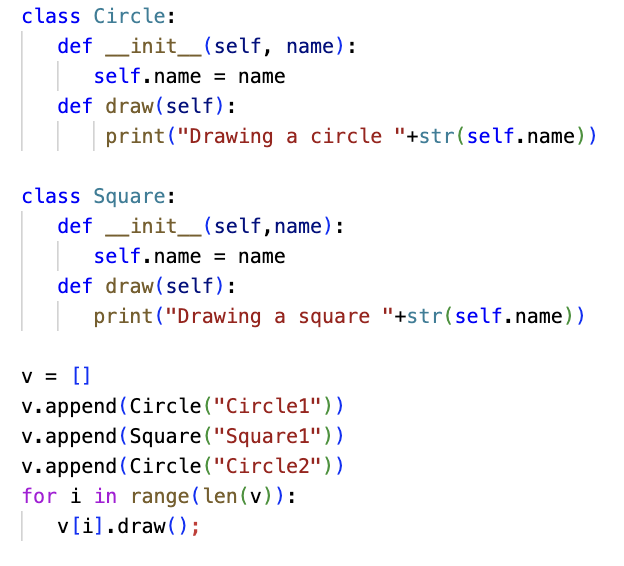 class Circle:
   def __init__(self, name):
      self.name = name
   def draw(self):
       print("Drawing a circle "+str(self.name))

class Square:
   def __init__(self,name):
      self.name = name
   def draw(self):
      print("Drawing a square "+str(self.name))

v = []
v.append(Circle("Circle1"))
v.append(Square("Square1"))
v.append(Circle("Circle2"))
for i in range(len(v)):
   v[i].draw();